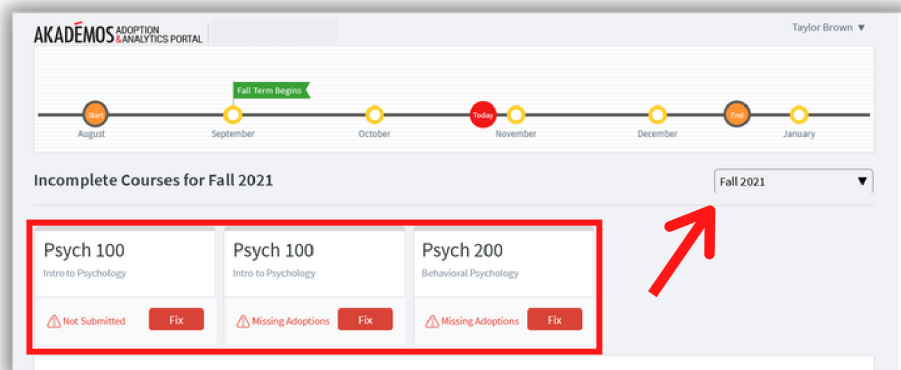 AKADÉMOS ADOPTION & ANALYTICS PORTAL
Taylor Brown ▼
Fall Term Begins
Start
Today
End
August September October November December January
Incomplete Courses for Fall 2021
Fall 2021 ▼
Psych 100
Intro to Psychology
Not Submitted Fix
Psych 100
Intro to Psychology
Missing Adoptions Fix
Psych 200
Behavioral Psychology
Missing Adoptions Fix